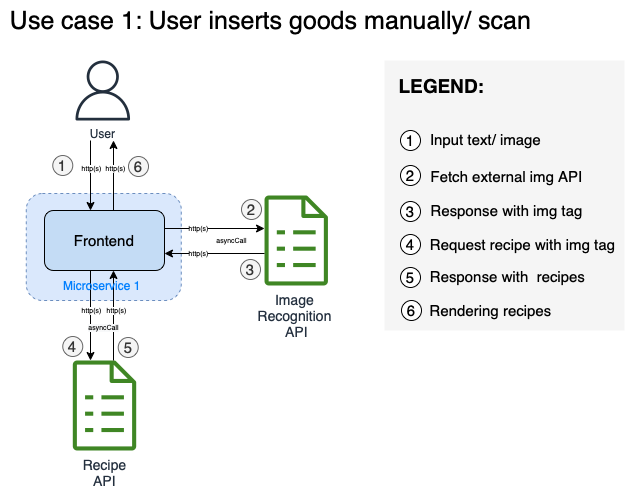 Use case 1: User inserts goods manually/ scan
LEGEND:
1 Input text/ image
2 Fetch external img API
3 Response with img tag
4 Request recipe with img tag
5 Response with recipes
6 Rendering recipes
User
1
http(s)
http(s)
6
Frontend
Microservice 1
2
http(s)
asyncCall
http(s)
3
Image
Recognition
API
http(s)
http(s)
asyncCall
4
5
Recipe
API